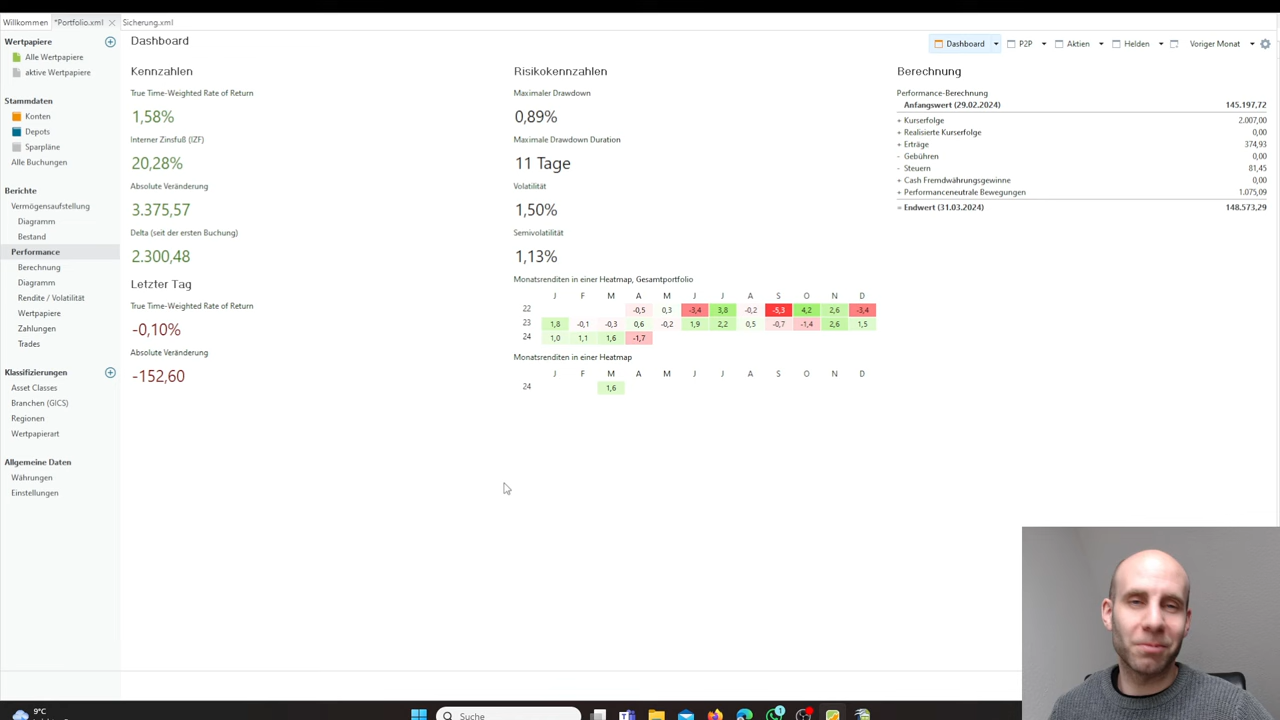 Willkommen *Portfolio.xml Sicherung.xml
Wertpapiere
Alle Wertpapiere
aktive Wertpapiere
Stammdaten
Konten
Depots
Sparpläne
Alle Buchungen
Berichte
Vermögensaufstellung
Diagramm
Bestand
Performance
Berechnung
Diagramm
Rendite / Volatilität
Wertpapiere
Zahlungen
Trades
Klassifizierungen
Asset Classes
Branchen (GICS)
Regionen
Wertpapierart
Allgemeine Daten
Währungen
Einstellungen
Dashboard
Dashboard P2P Aktien Helden Voriger Monat
Kennzahlen
True Time-Weighted Rate of Return
1,58%
Interner Zinsfuß (IZF)
20,28%
Absolute Veränderung
3.375,57
Delta (seit der ersten Buchung)
2.300,48
Letzter Tag
True Time-Weighted Rate of Return
-0,10%
Absolute Veränderung
-152,60
Risikokennzahlen
Maximaler Drawdown
0,89%
Maximale Drawdown Duration
11 Tage
Volatilität
1,50%
Semivolatilität
1,13%
Monatsrenditen in einer Heatmap, Gesamtportfolio
J F M A M J J A S O N D
22 -0,5 0,3 -3,4 3,8 -0,2 -5,3 4,2 2,6 -3,4
23 1,8 -0,1 -0,3 0,6 -0,2 1,9 2,2 0,5 -0,7 -1,4 2,6 1,5
24 1,0 1,1 1,6 -1,7
Monatsrenditen in einer Heatmap
J F M A M J J A S O N D
24 1,6
Berechnung
Performance-Berechnung
Anfangswert (29.02.2024) 145.197,72
+ Kurserfolge 2.007,00
+ Realisierte Kurserfolge 0,00
+ Erträge 374,93
- Gebühren 0,00
- Steuern 81,45
+ Cash Fremdwährungsgewinne 0,00
+ Performanceneutrale Bewegungen 1.075,09
= Endwert (31.03.2024) 148.573,29
9°C
Suche
1